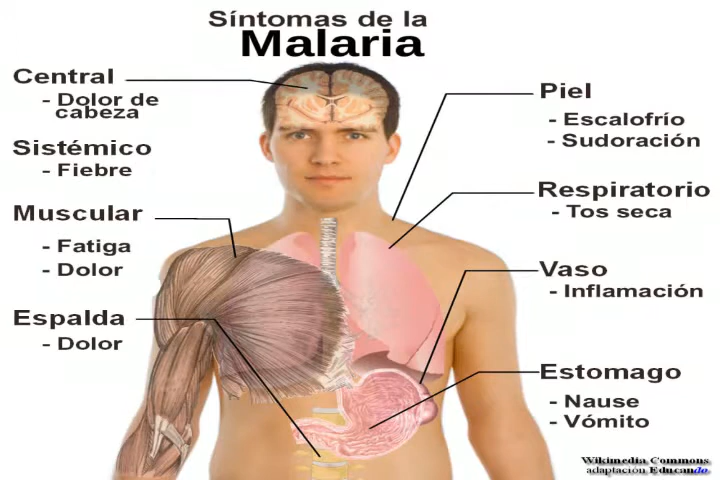 Síntomas de la
Malaria
Central
- Dolor de
cabeza
Sistémico
- Fiebre
Muscular
- Fatiga
- Dolor
Espalda
- Dolor
Piel
- Escalofrío
- Sudoración
Respiratorio
- Tos seca
Vaso
- Inflamación
Estomago
- Nause
- Vómito
Wikimedia Commons
adaptación Educando